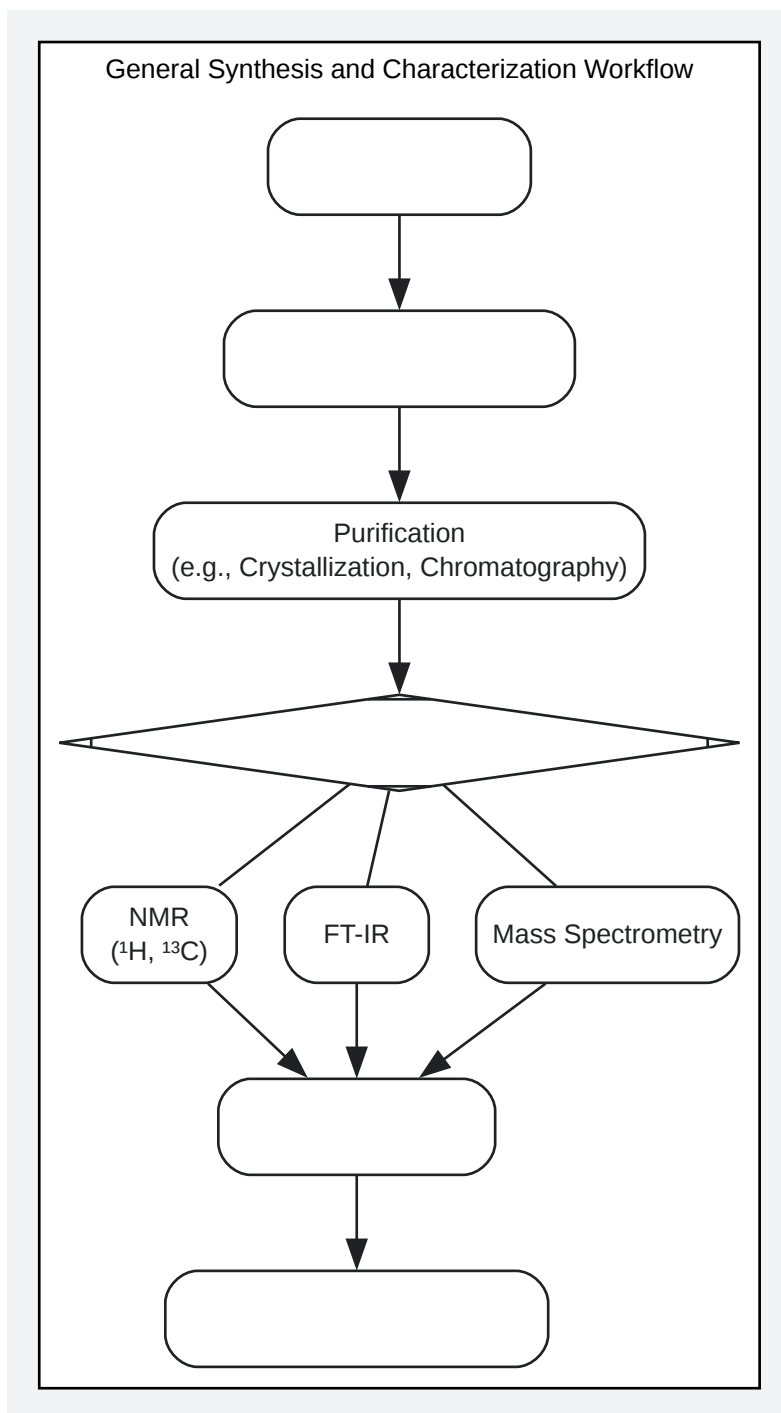 General Synthesis and Characterization Workflow
Purification
(e.g., Crystallization, Chromatography)
NMR
(¹H, ¹³C)
FT-IR
Mass Spectrometry